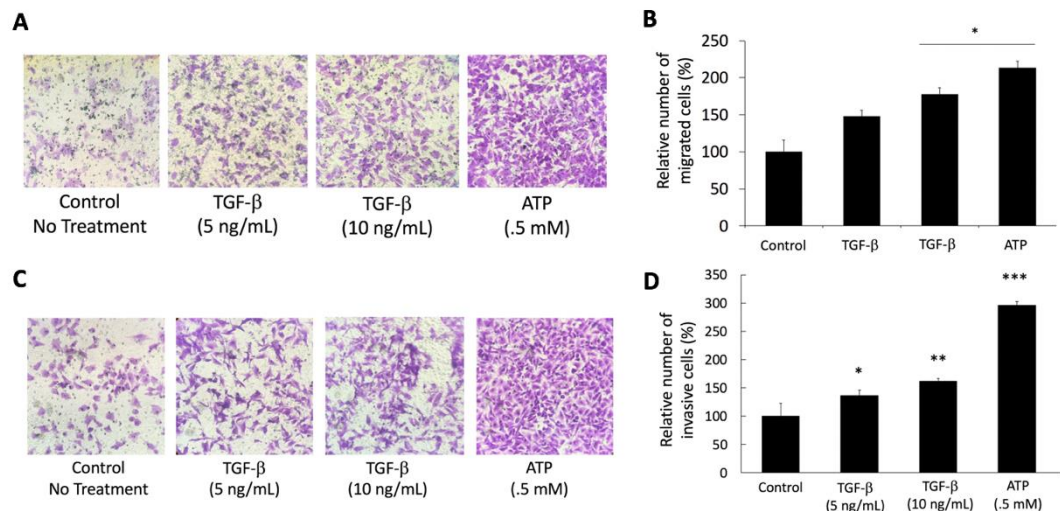 A
Control
No Treatment
TGF-β
(5 ng/mL)
TGF-β
(10 ng/mL)
ATP
(.5 mM)
B
Relative number of
migrated cells (%)
250
200
150
100
50
0
*
Control
TGF-β
TGF-β
ATP
C
Control
No Treatment
TGF-β
(5 ng/mL)
TGF-β
(10 ng/mL)
ATP
(.5 mM)
D
Relative number of
invasive cells (%)
350
300
250
200
150
100
50
0
*
**
***
Control
TGF-β
(5 ng/mL)
TGF-β
(10 ng/mL)
ATP
(.5 mM)